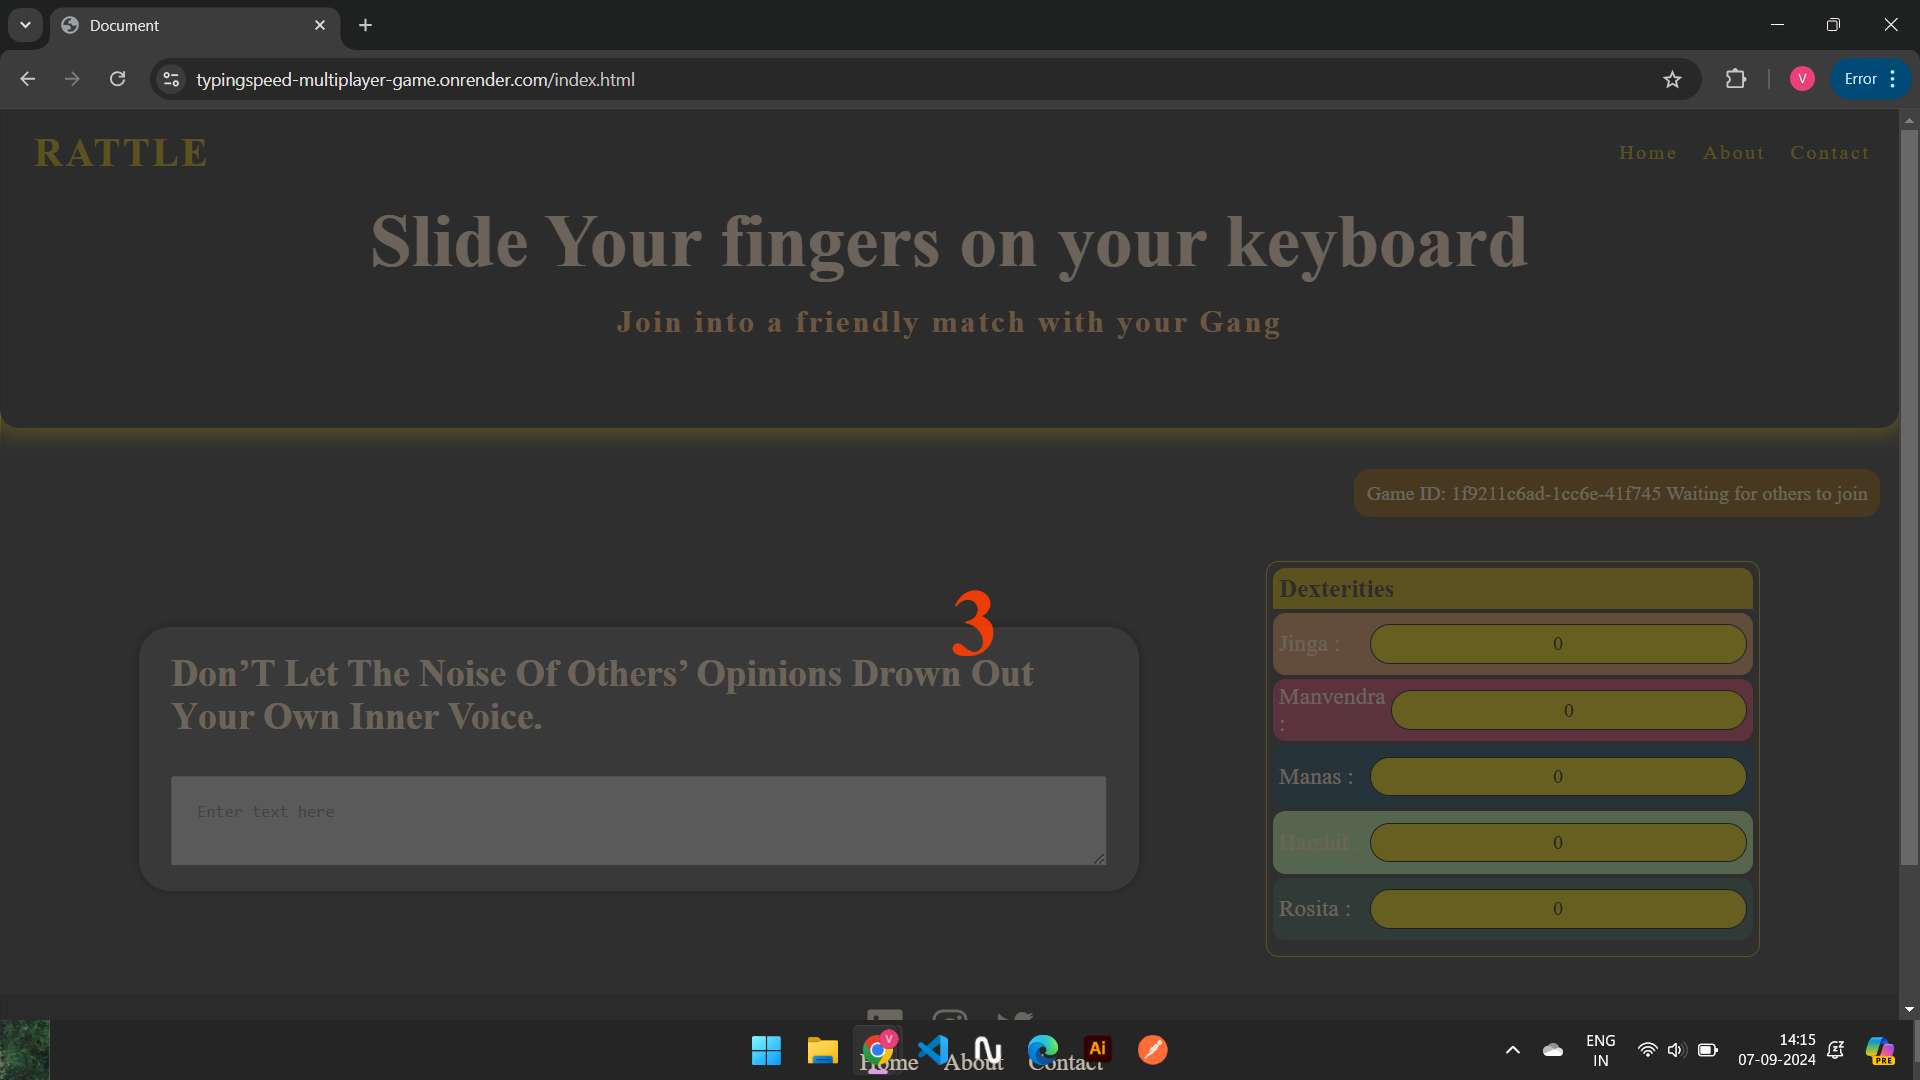 Document
typingspeed-multiplayer-game.onrender.com/index.html
V
Error
RATTLE
Home About Contact
Slide Your fingers on your keyboard
Join into a friendly match with your Gang
Game ID: 1f9211c6ad-1cc6e-41f745 Waiting for others to join
3
Don’T Let The Noise Of Others’ Opinions Drown Out
Your Own Inner Voice.
Enter text here
Dexterities
Jinga : 0
Manvendra
: 0
Manas : 0
Harshit : 0
Rosita : 0
Home About Contact
V
Ai
ENG
IN
14:15
07-09-2024
PRE